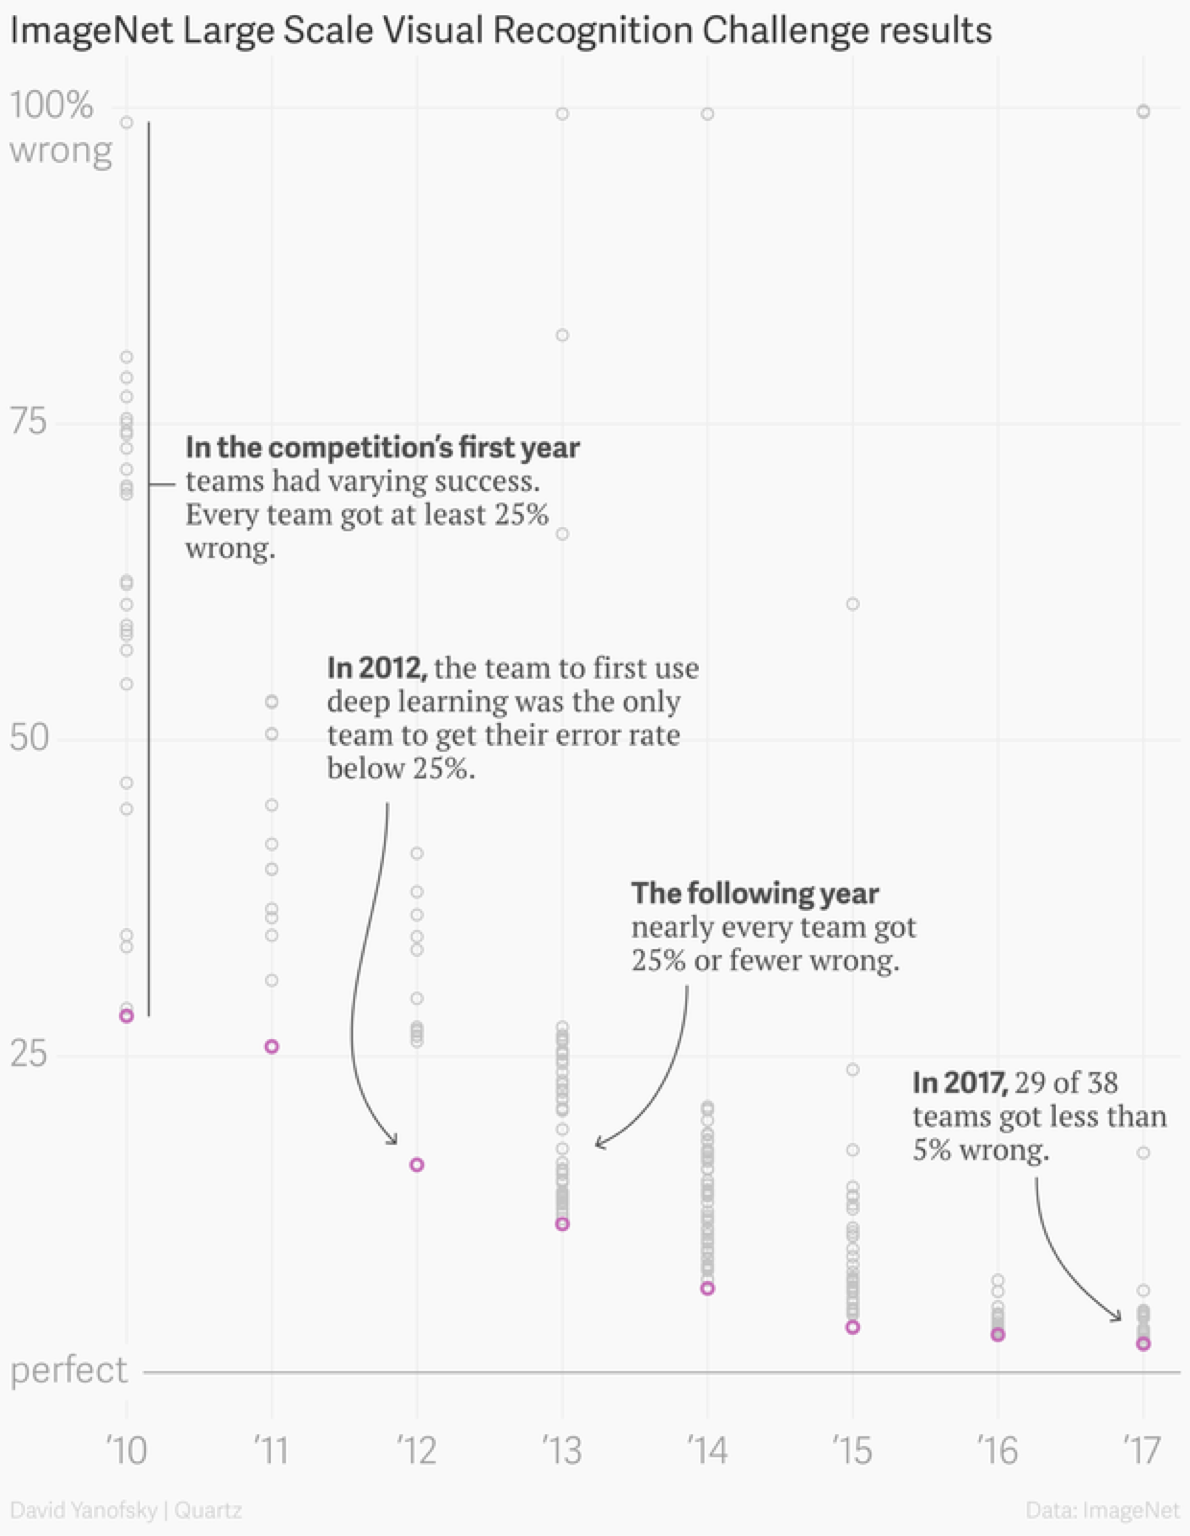 ImageNet Large Scale Visual Recognition Challenge results
100%
wrong
75
In the competition’s first year
teams had varying success.
Every team got at least 25%
wrong.
In 2012, the team to first use
deep learning was the only
team to get their error rate
below 25%.
50
The following year
nearly every team got
25% or fewer wrong.
25
In 2017, 29 of 38
teams got less than
5% wrong.
perfect
’10 ’11 ’12 ’13 ’14 ’15 ’16 ’17
David Yanofsky | Quartz
Data: ImageNet